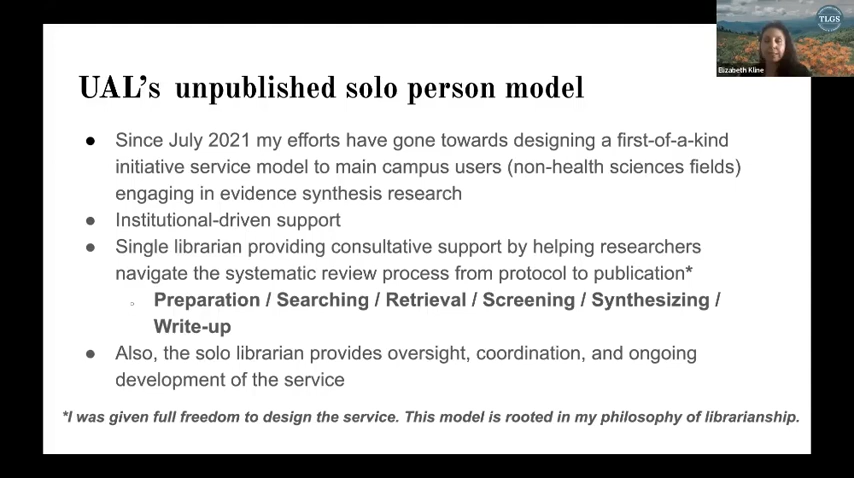 TLGS
Elizabeth Kline
UAL's unpublished solo person model
● Since July 2021 my efforts have gone towards designing a first-of-a-kind
initiative service model to main campus users (non-health sciences fields)
engaging in evidence synthesis research
● Institutional-driven support
● Single librarian providing consultative support by helping researchers
navigate the systematic review process from protocol to publication*
○ Preparation / Searching / Retrieval / Screening / Synthesizing /
Write-up
● Also, the solo librarian provides oversight, coordination, and ongoing
development of the service
*I was given full freedom to design the service. This model is rooted in my philosophy of librarianship.